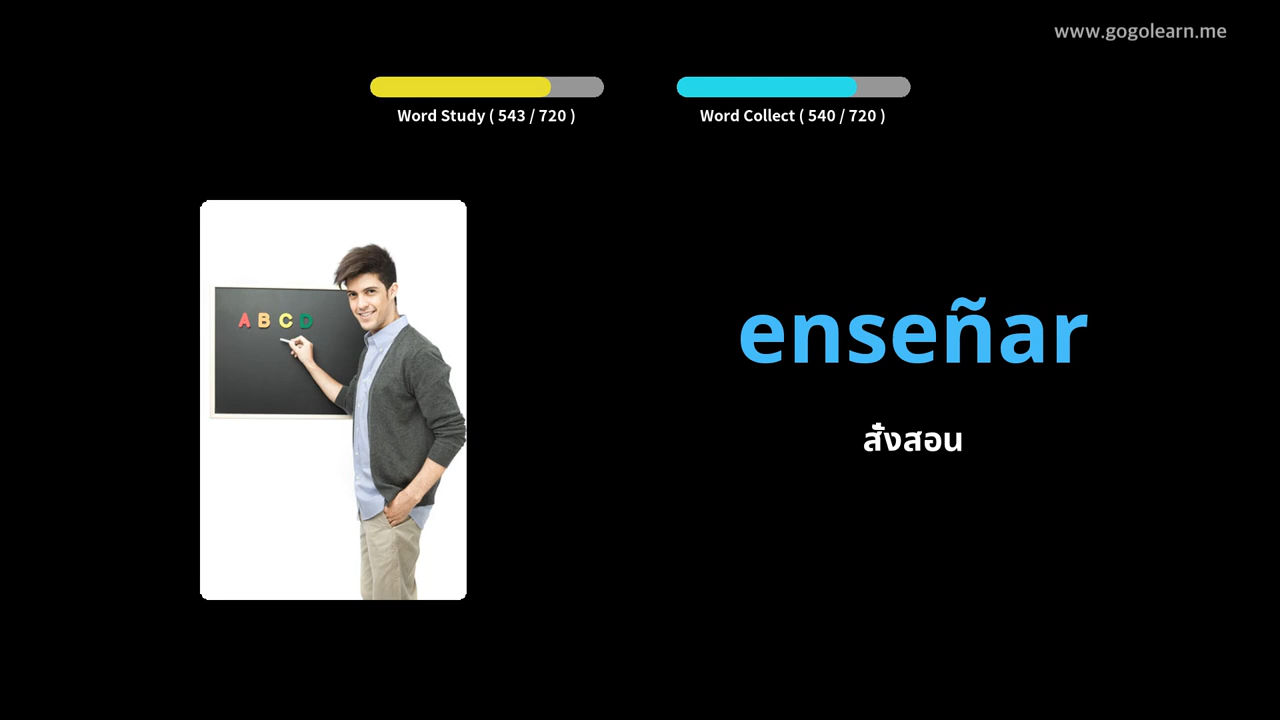 www.gogolearn.me
Word Study ( 543 / 720 )
Word Collect ( 540 / 720 )
A B C D
enseñar
สั่งสอน